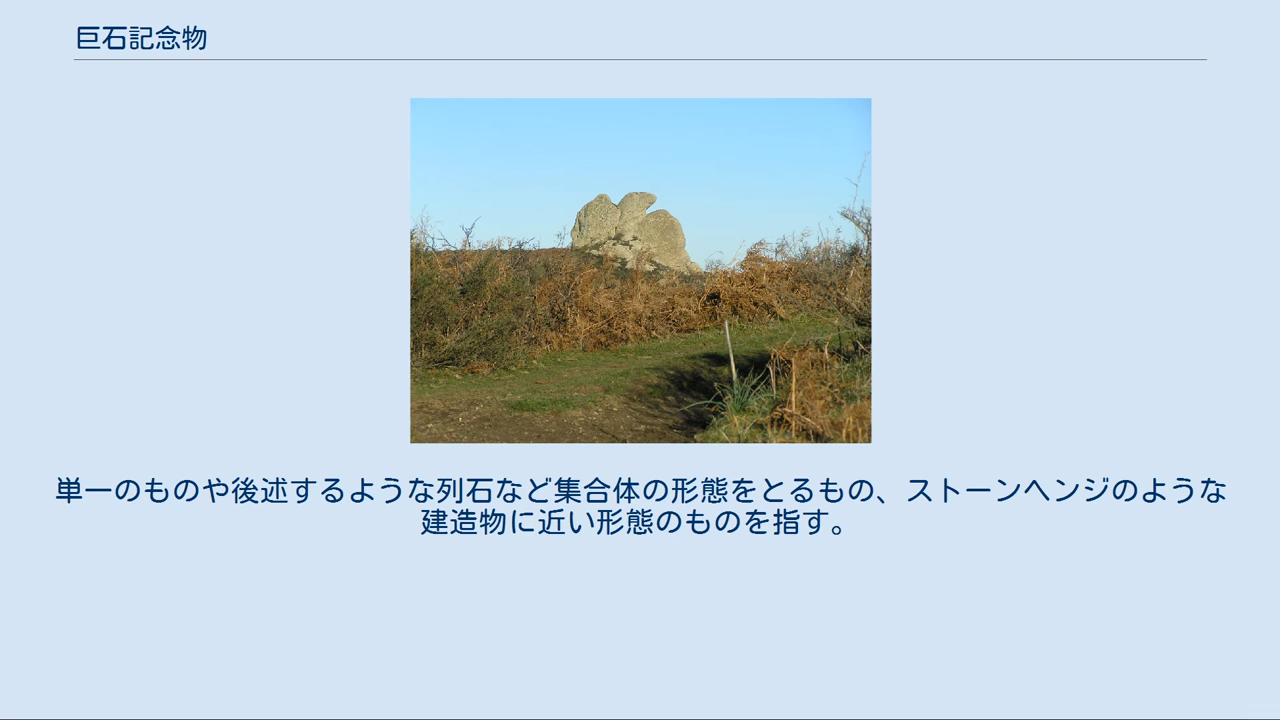 巨石記念物
単一のものや後述するような列石など集合体の形態をとるもの、ストーンヘンジのような
建造物に近い形態のものを指す。